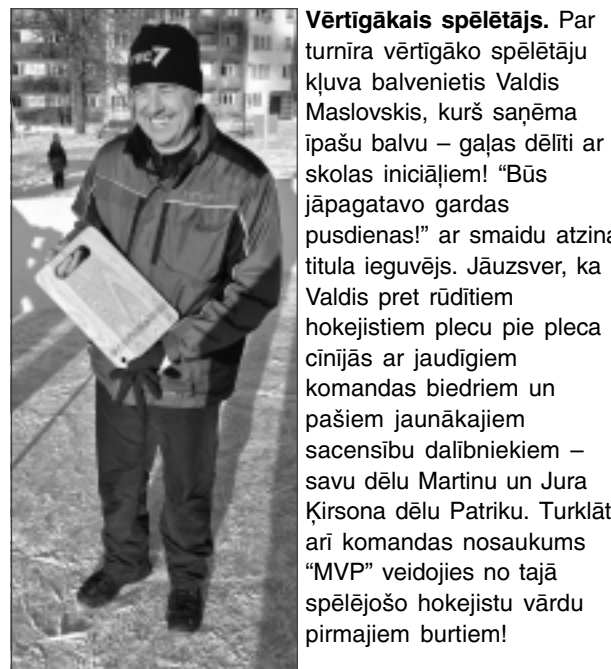 Vērtīgākais spēlētājs. Par
turnīra vērtīgāko spēlētāju
kļuva balvenietis Valdis
Maslovskis, kurš saņēma
īpašu balvu – gaļas dēlīti ar
skolas iniciāļiem! “Būs
jāpagatavo gardas
pusdienas!” ar smaidu atzina
titula ieguvējs. Jāuzsver, ka
Valdis pret rūdītiem
hokejistiem plecu pie pleca
cīnījās ar jaudīgiem
komandas biedriem un
pašiem jaunākajiem
sacensību dalībniekiem –
savu dēlu Martinu un Jura
Ķirsona dēlu Patriku. Turklāt
arī komandas nosaukums
“MVP” veidojies no tajā
spēlējošo hokejistu vārdu
pirmajiem burtiem!